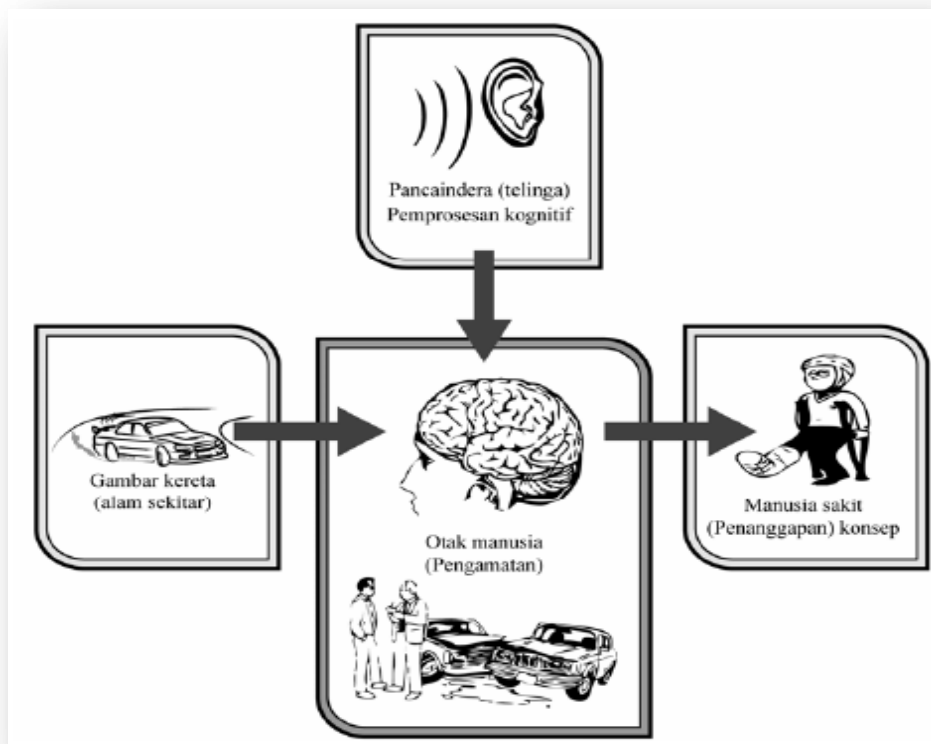 Pancaindera (telinga)
Pemprosesan kognitif
Gambar kereta
(alam sekitar)
Otak manusia
(Pengamatan)
Manusia sakit
(Penanggapan) konsep